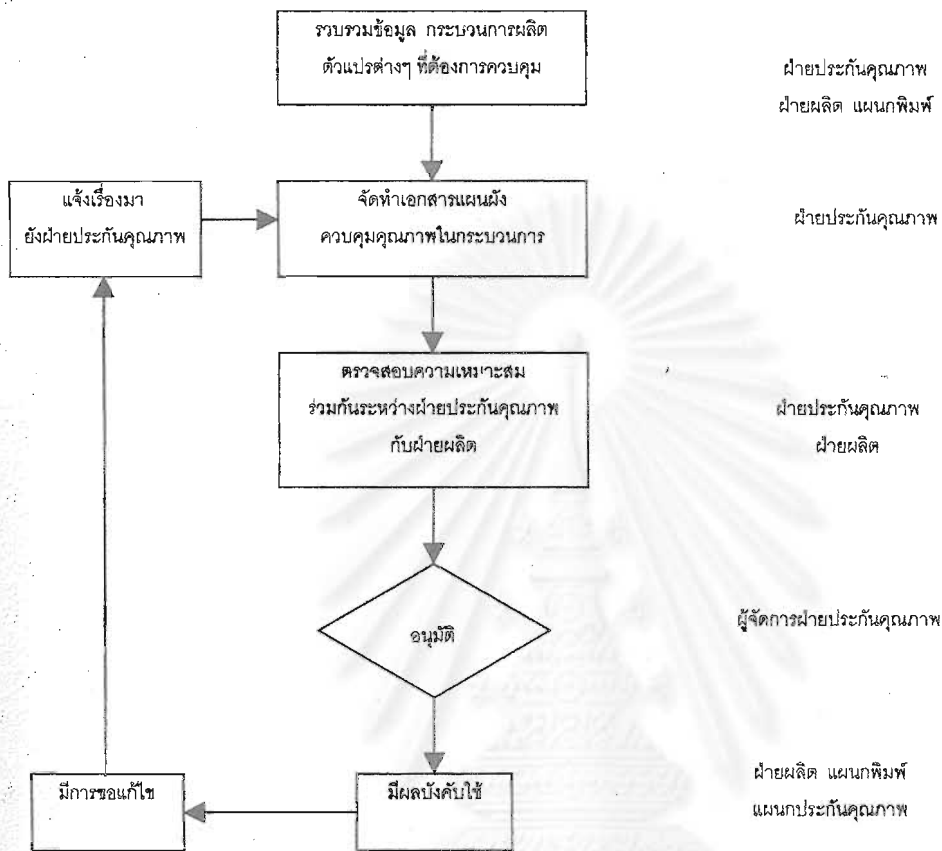 รวบรวมข้อมูล กระบวนการผลิต
ตัวแปรต่างๆ ที่ต้องการควบคุม
ฝ่ายประกันคุณภาพ
ฝ่ายผลิต แผนกพิมพ์
แจ้งเรื่องมา
ยังฝ่ายประกันคุณภาพ
จัดทำเอกสารแผนผัง
ควบคุมคุณภาพในกระบวนการ
ฝ่ายประกันคุณภาพ
ตรวจสอบความเหมาะสม
ร่วมกันระหว่างฝ่ายประกันคุณภาพ
กับฝ่ายผลิต
ฝ่ายประกันคุณภาพ
ฝ่ายผลิต
อนุมัติ
ผู้จัดการฝ่ายประกันคุณภาพ
มีการขอแก้ไข
มีผลบังคับใช้
ฝ่ายผลิต แผนกพิมพ์
แผนกประกันคุณภาพ